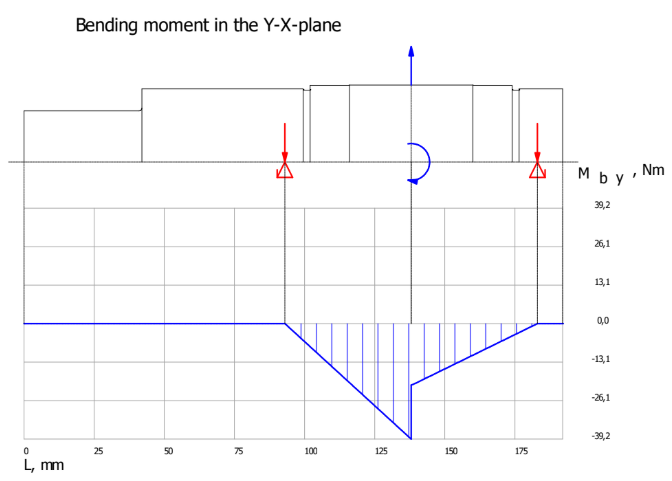 Bending moment in the Y-X-plane
M b y , Nm
39,2
26,1
13,1
0,0
-13,1
-26,1
-39,2
0 25 50 75 100 125 150 175
L, mm